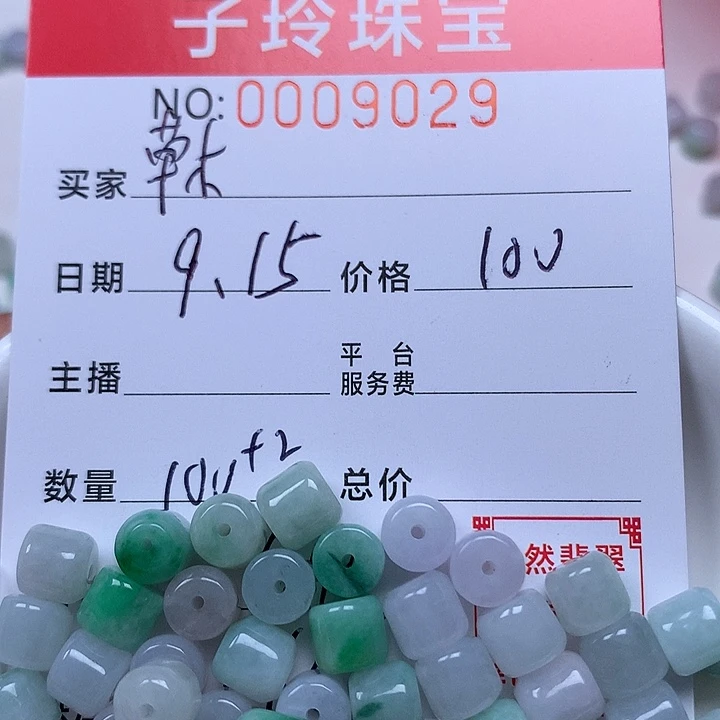 子玲珠宝
NO:0009029
买家
日期 9.15 价格 100
主播 平台服务费
数量 100+2 总价
然翡翠